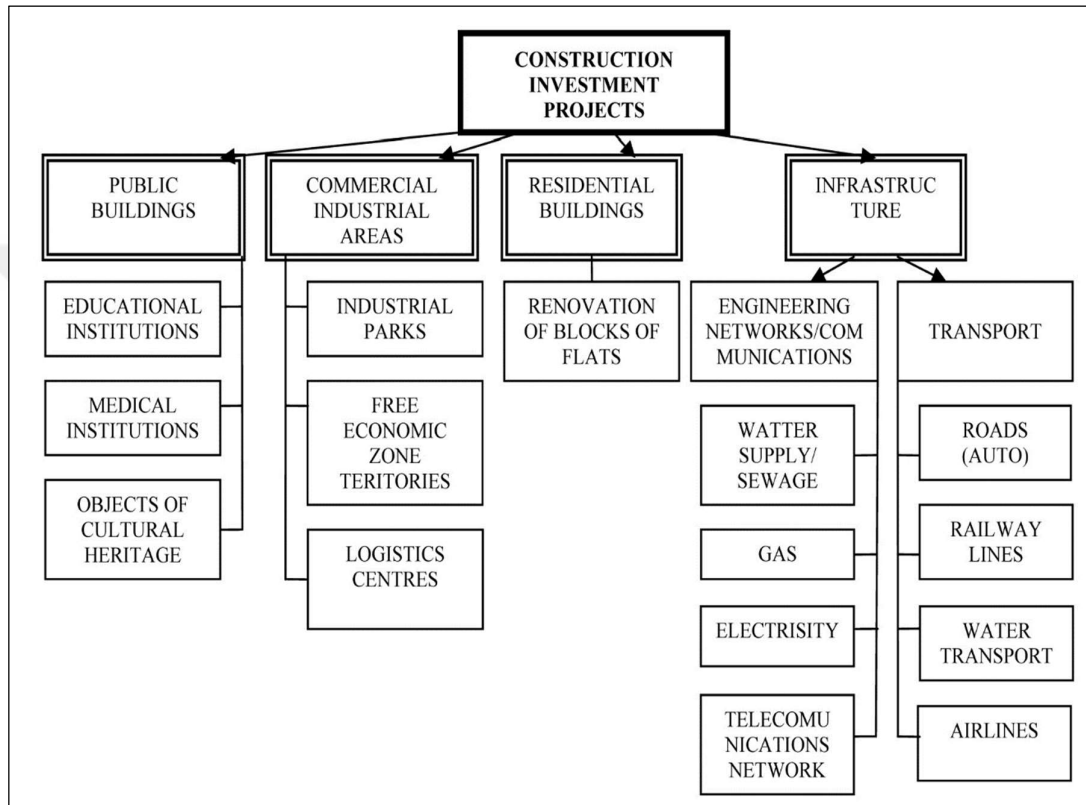 CONSTRUCTION
INVESTMENT
PROJECTS
PUBLIC
BUILDINGS
COMMERCIAL
INDUSTRIAL
AREAS
RESIDENTIAL
BUILDINGS
INFRASTRUC
TURE
EDUCATIONAL
INSTITUTIONS
MEDICAL
INSTITUTIONS
OBJECTS OF
CULTURAL
HERITAGE
INDUSTRIAL
PARKS
FREE
ECONOMIC
ZONE
TERITORIES
LOGISTICS
CENTRES
RENOVATION
OF BLOCKS OF
FLATS
ENGINEERING
NETWORKS/COM
MUNICATIONS
WATTER
SUPPLY/
SEWAGE
GAS
ELECTRISITY
TELECOMU
NICATIONS
NETWORK
TRANSPORT
ROADS
(AUTO)
RAILWAY
LINES
WATER
TRANSPORT
AIRLINES